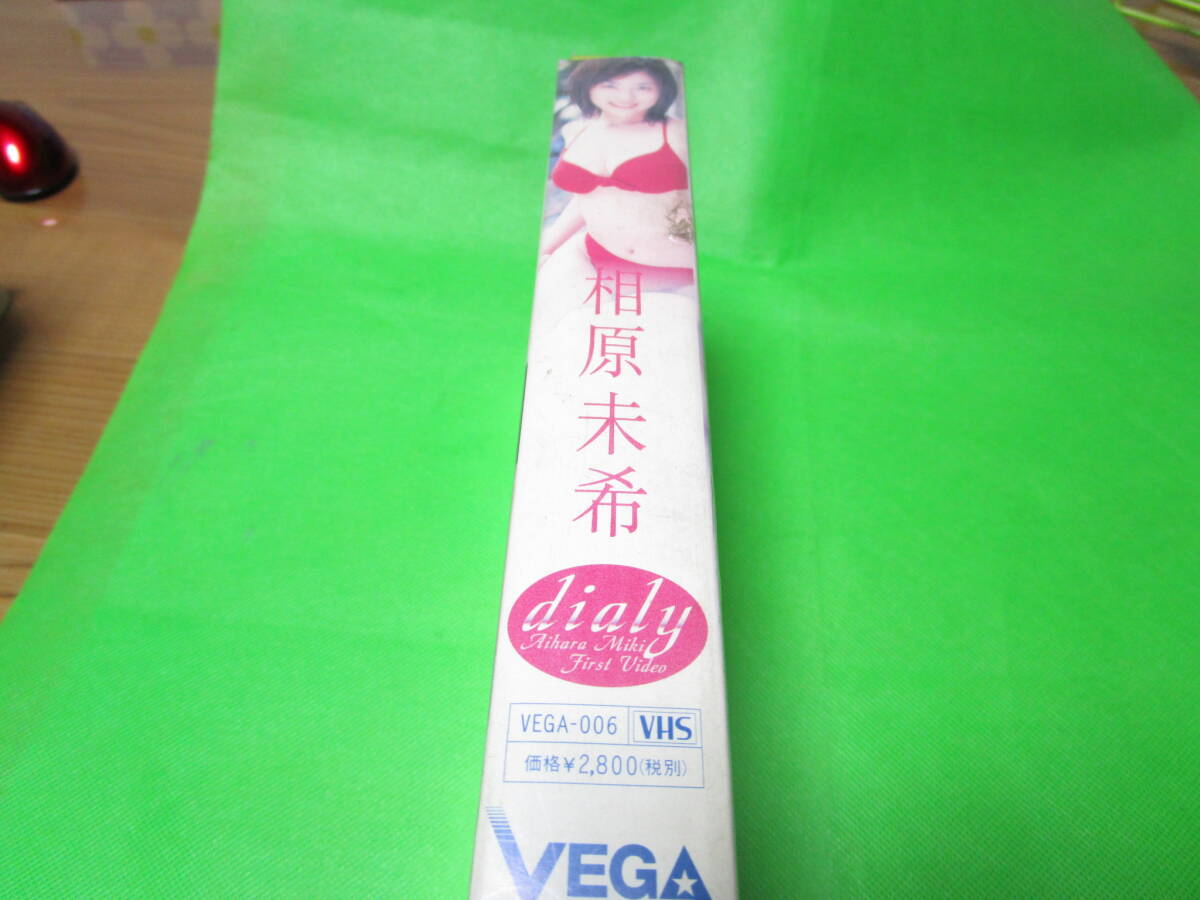 相原未希
dialy
Aihara Miki
First Video
VEGA-006 VHS
価格¥2,800(税別)
VEGA